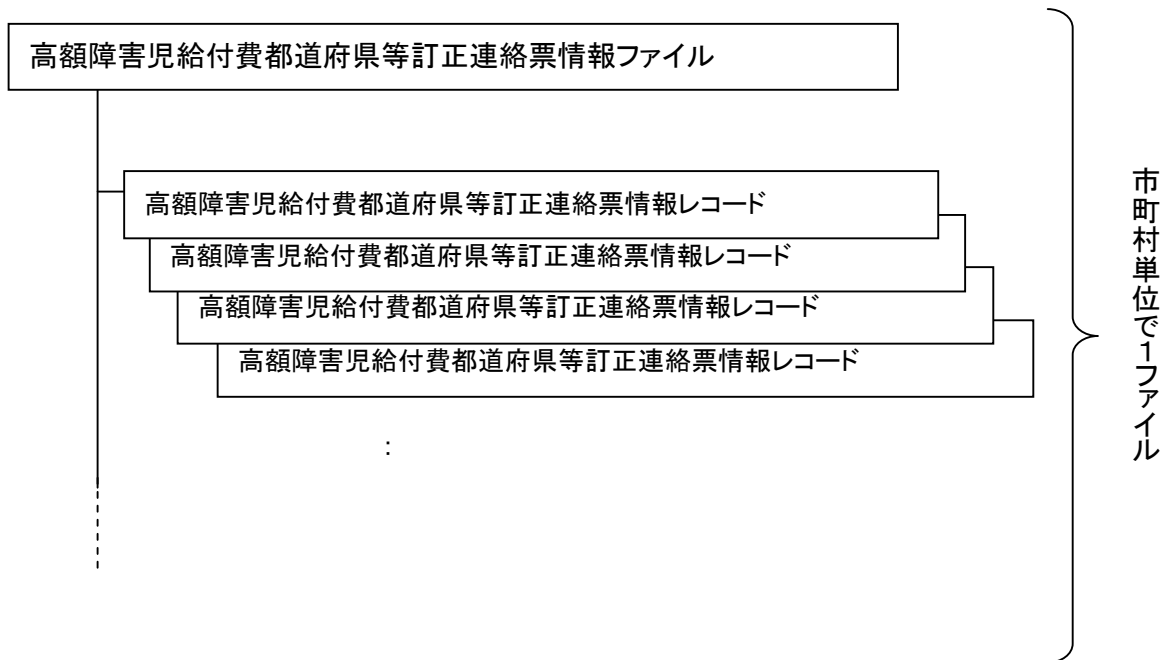 高額障害児給付費都道府県等訂正連絡票情報ファイル
高額障害児給付費都道府県等訂正連絡票情報レコード
高額障害児給付費都道府県等訂正連絡票情報レコード
高額障害児給付費都道府県等訂正連絡票情報レコード
高額障害児給付費都道府県等訂正連絡票情報レコード
:
市町村単位で1ファイル